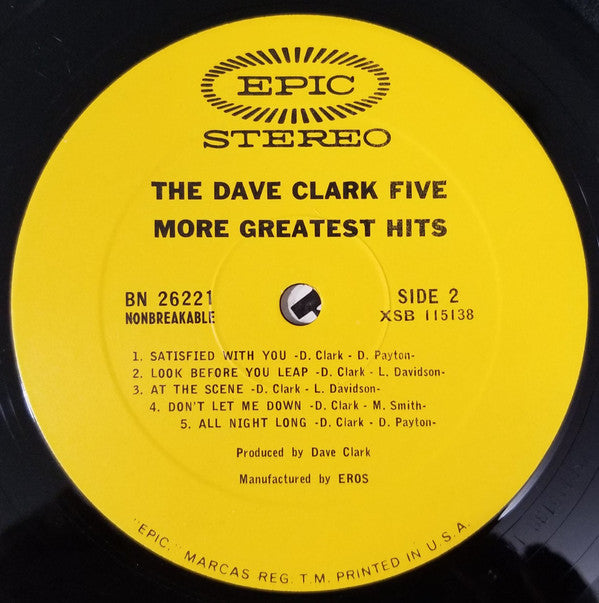 EPIC
STEREO
THE DAVE CLARK FIVE
MORE GREATEST HITS
BN 26221
NONBREAKABLE
SIDE 2
XSB 115138
1. SATISFIED WITH YOU -D. Clark - D. Payton-
2. LOOK BEFORE YOU LEAP -D. Clark - L. Davidson-
3. AT THE SCENE -D. Clark - L. Davidson-
4. DON'T LET ME DOWN -D. Clark - M. Smith-
5. ALL NIGHT LONG -D. Clark - D. Payton-
Produced by Dave Clark
Manufactured by EROS
"EPIC," MARCAS REG. T.M. PRINTED IN U.S.A.